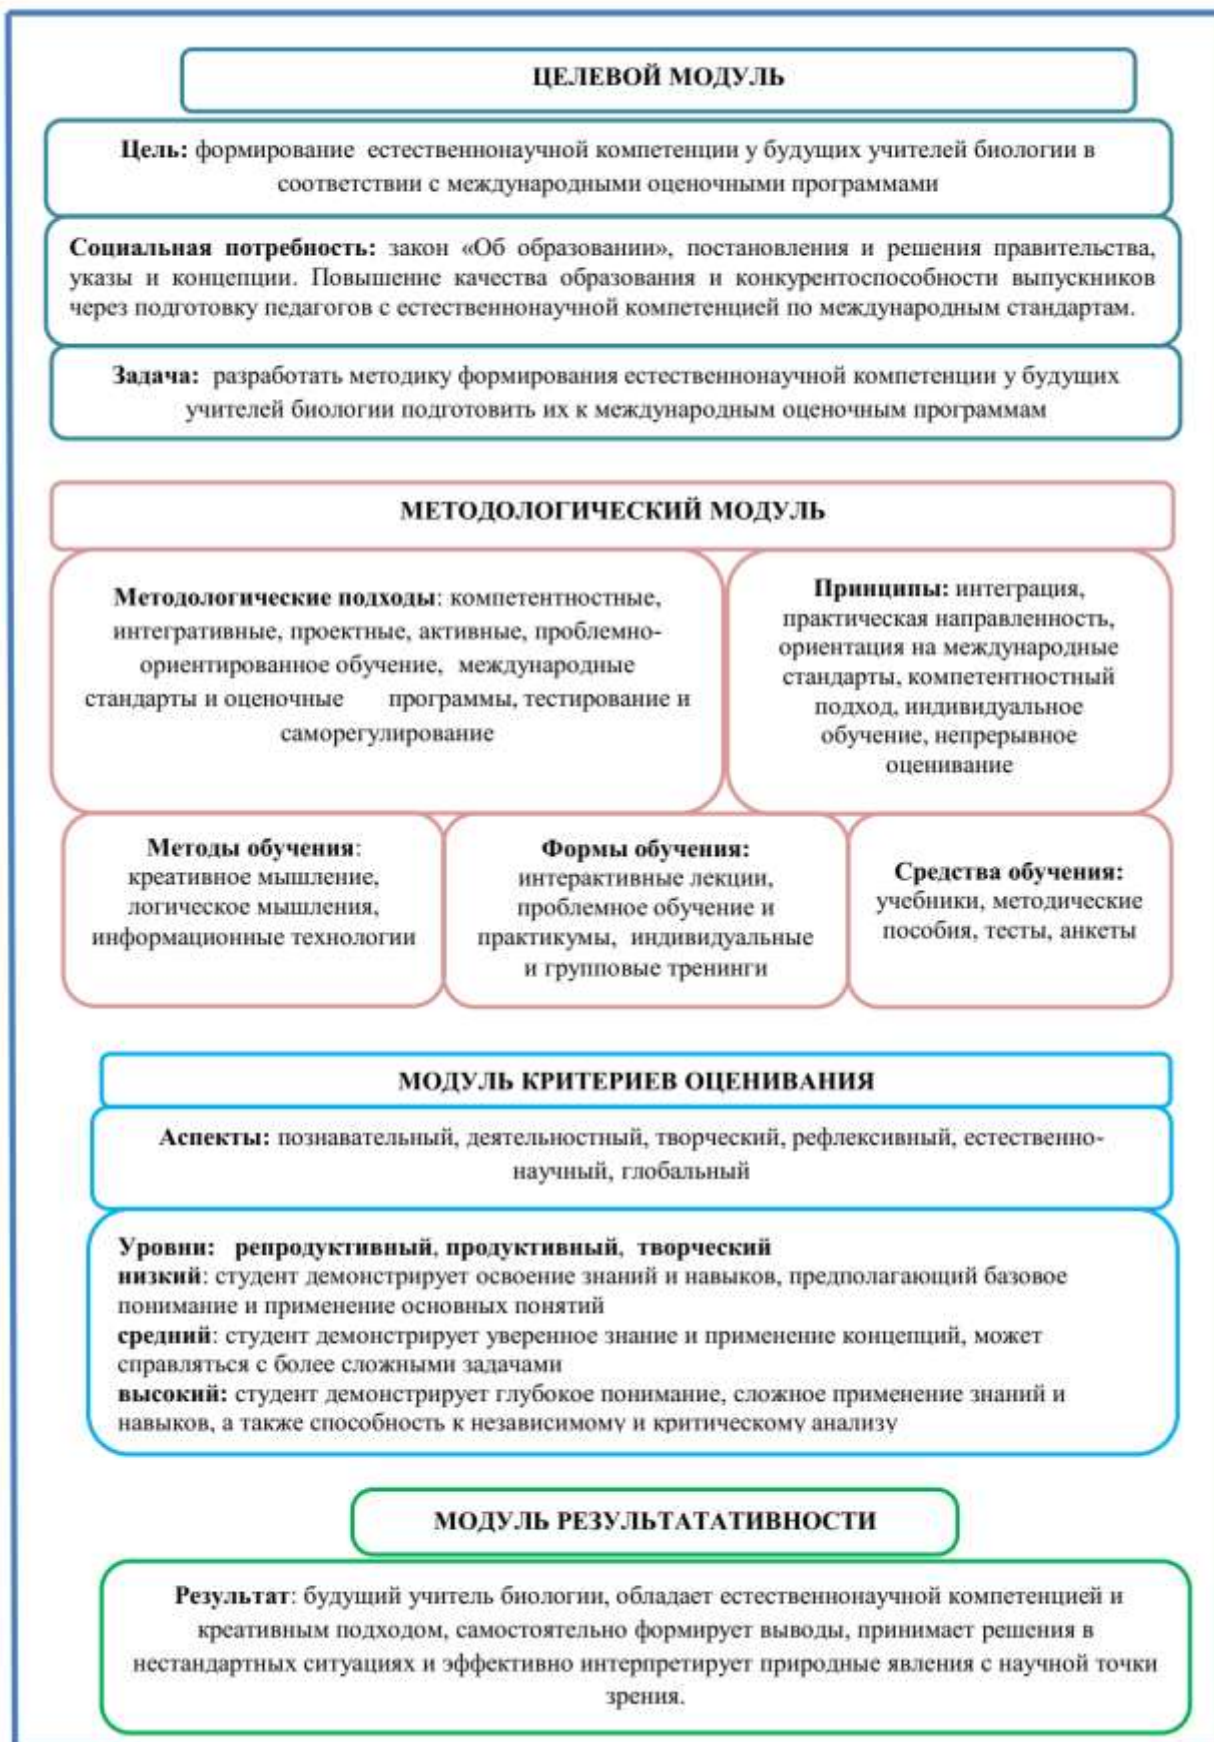 ЦЕЛЕВОЙ МОДУЛЬ
Цель: формирование естественнонаучной компетенции у будущих учителей биологии в
соответствии с международными оценочными программами
Социальная потребность: закон «Об образовании», постановления и решения правительства,
указы и концепции. Повышение качества образования и конкурентоспособности выпускников
через подготовку педагогов с естественнонаучной компетенцией по международным стандартам.
Задача: разработать методику формирования естественнонаучной компетенции у будущих
учителей биологии подготовить их к международным оценочным программам
МЕТОДОЛОГИЧЕСКИЙ МОДУЛЬ
Методологические подходы: компетентностные,
интегративные, проектные, активные, проблемно-
ориентированное обучение, международные
стандарты и оценочные программы, тестирование и
саморегулирование
Принципы: интеграция,
практическая направленность,
ориентация на международные
стандарты, компетентностный
подход, индивидуальное
обучение, непрерывное
оценивание
Методы обучения:
креативное мышление,
логическое мышления,
информационные технологии
Формы обучения:
интерактивные лекции,
проблемное обучение и
практикумы, индивидуальные
и групповые тренинги
Средства обучения:
учебники, методические
пособия, тесты, анкеты
МОДУЛЬ КРИТЕРИЕВ ОЦЕНИВАНИЯ
Аспекты: познавательный, деятельностный, творческий, рефлексивный, естественно-
научный, глобальный
Уровни: репродуктивный, продуктивный, творческий
низкий: студент демонстрирует освоение знаний и навыков, предполагающий базовое
понимание и применение основных понятий
средний: студент демонстрирует уверенное знание и применение концепций, может
справляться с более сложными задачами
высокий: студент демонстрирует глубокое понимание, сложное применение знаний и
навыков, а также способность к независимому и критическому анализу
МОДУЛЬ РЕЗУЛЬТАТАТИВНОСТИ
Результат: будущий учитель биологии, обладает естественнонаучной компетенцией и
креативным подходом, самостоятельно формирует выводы, принимает решения в
нестандартных ситуациях и эффективно интерпретирует природные явления с научной точки
зрения.